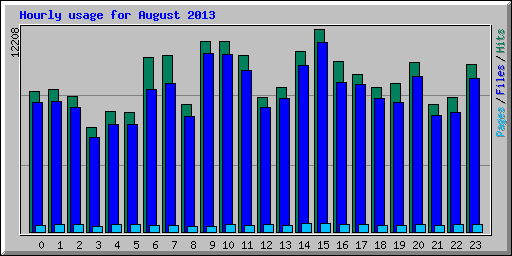 Hourly usage for August 2013
12208
Pages / Files / Hits
0 1 2 3 4 5 6 7 8 9 10 11 12 13 14 15 16 17 18 19 20 21 22 23